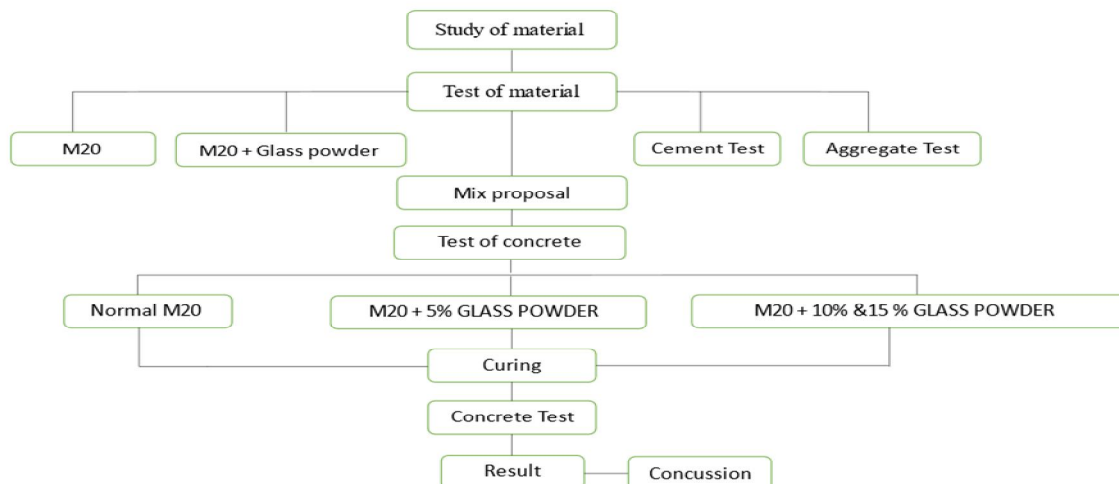 Study of material
Test of material
M20
M20 + Glass powder
Cement Test
Aggregate Test
Mix proposal
Test of concrete
Normal M20
M20 + 5% GLASS POWDER
M20 + 10% &15 % GLASS POWDER
Curing
Concrete Test
Result
Concussion